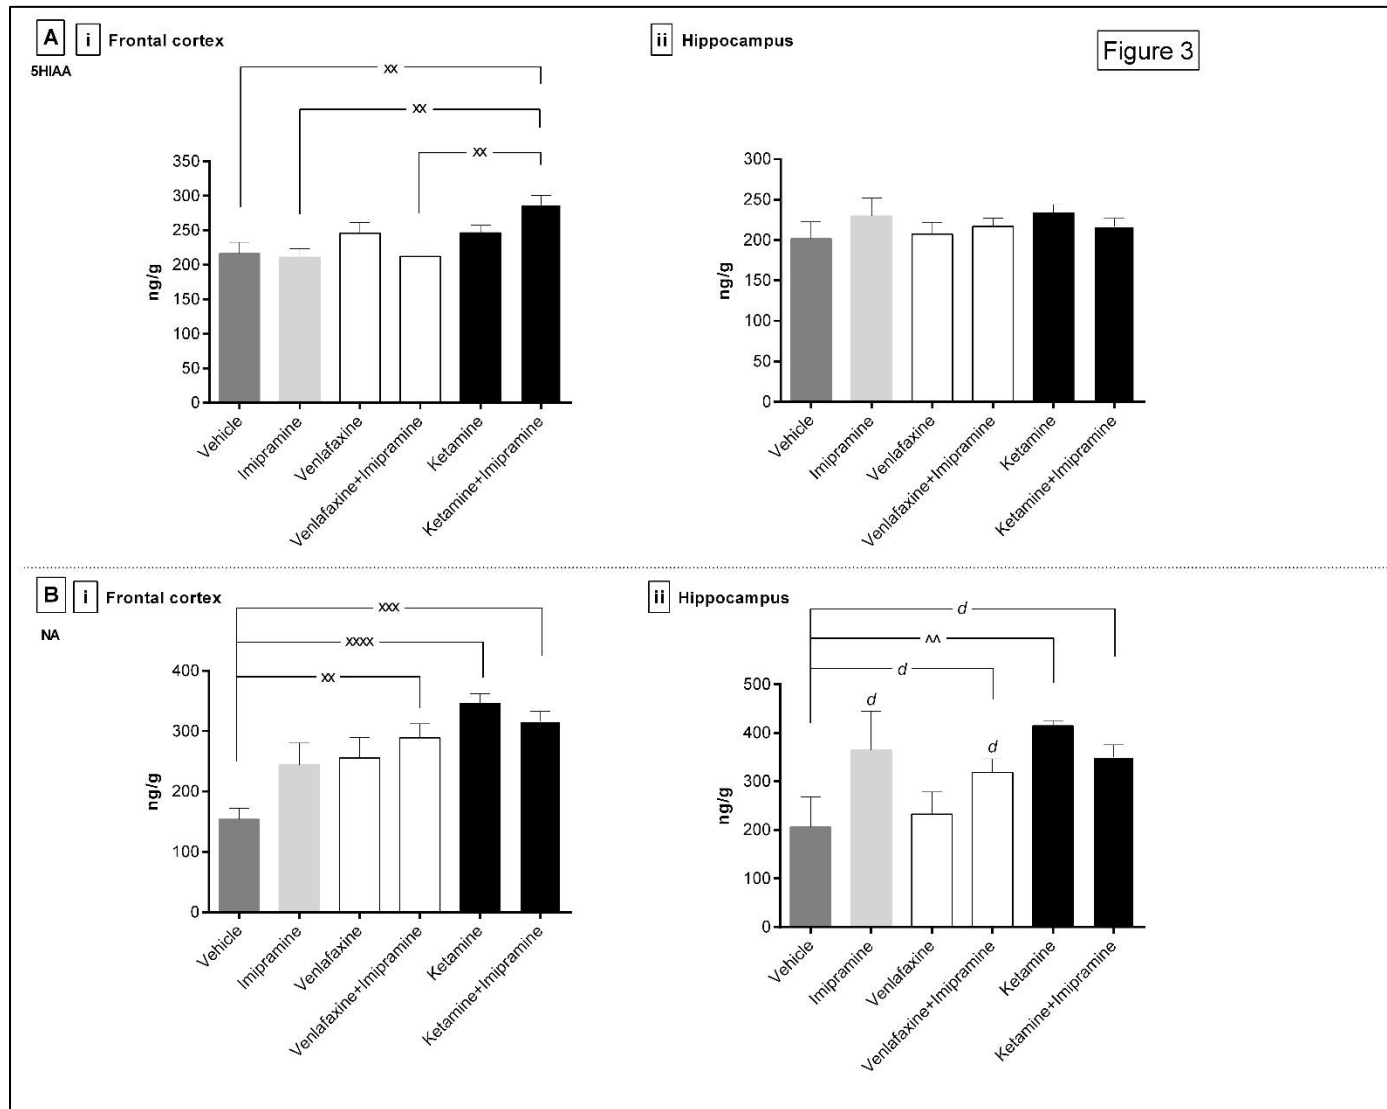 A i Frontal cortex
ii Hippocampus
Figure 3
5HIAA
xx
xx
xx
350
300
250
200
150
100
50
0
ng/g
Vehicle
Imipramine
Venlafaxine
Venlafaxine+Imipramine
Ketamine
Ketamine+Imipramine
300
250
200
150
100
50
0
ng/g
Vehicle
Imipramine
Venlafaxine
Venlafaxine+Imipramine
Ketamine
Ketamine+Imipramine
B i Frontal cortex
ii Hippocampus
NA
xxx
xxxx
xx
400
300
200
100
0
ng/g
Vehicle
Imipramine
Venlafaxine
Venlafaxine+Imipramine
Ketamine
Ketamine+Imipramine
d
^^
d
d
d
500
400
300
200
100
0
ng/g
Vehicle
Imipramine
Venlafaxine
Venlafaxine+Imipramine
Ketamine
Ketamine+Imipramine